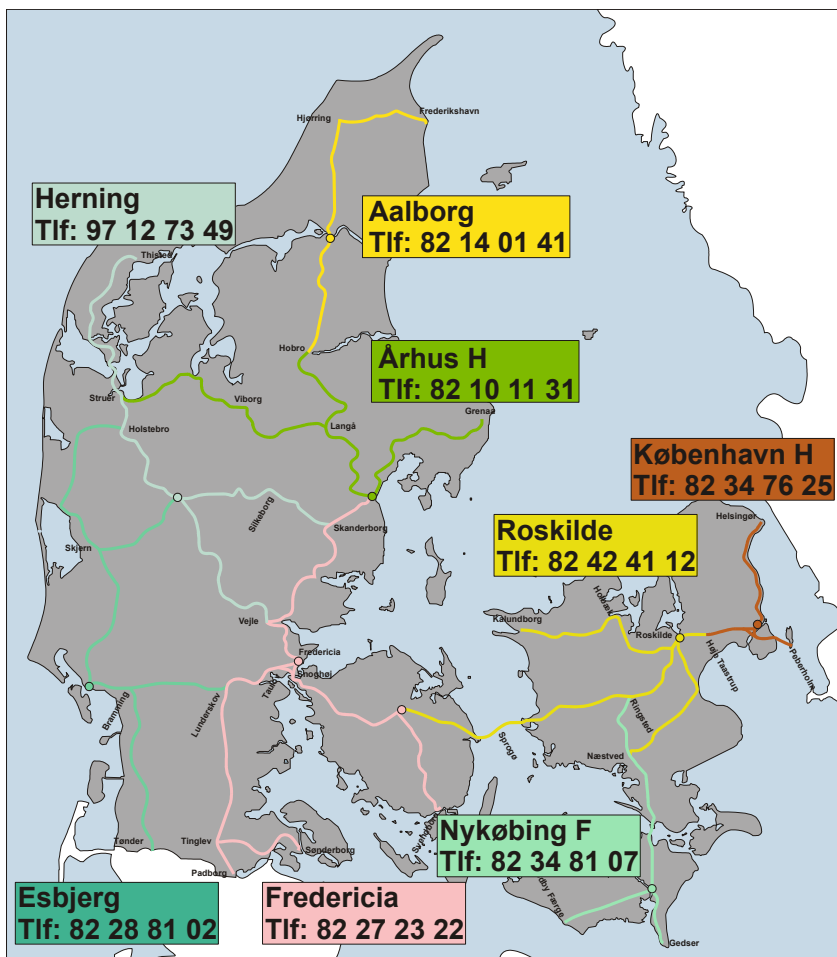 Hjørring
Frederikshavn
Herning
Tlf: 97 12 73 49
Aalborg
Tlf: 82 14 01 41
Thisted
Hobro
Århus H
Tlf: 82 10 11 31
Struer
Viborg
Grenaa
Langå
Holstebro
København H
Tlf: 82 34 76 25
Silkeborg
Skanderborg
Helsingør
Roskilde
Tlf: 82 42 41 12
Skjern
Holbæk
Kalundborg
Vejle
Roskilde
Høje Taastrup
Peberholm
Fredericia
Snoghøj
Taulov
Bramming
Lunderskov
Ringsted
Sprogø
Næstved
Svendborg
Nykøbing F
Tlf: 82 34 81 07
Tønder
Tinglev
Sønderborg
Padborg
dby Færge
Esbjerg
Tlf: 82 28 81 02
Fredericia
Tlf: 82 27 23 22
Gedser